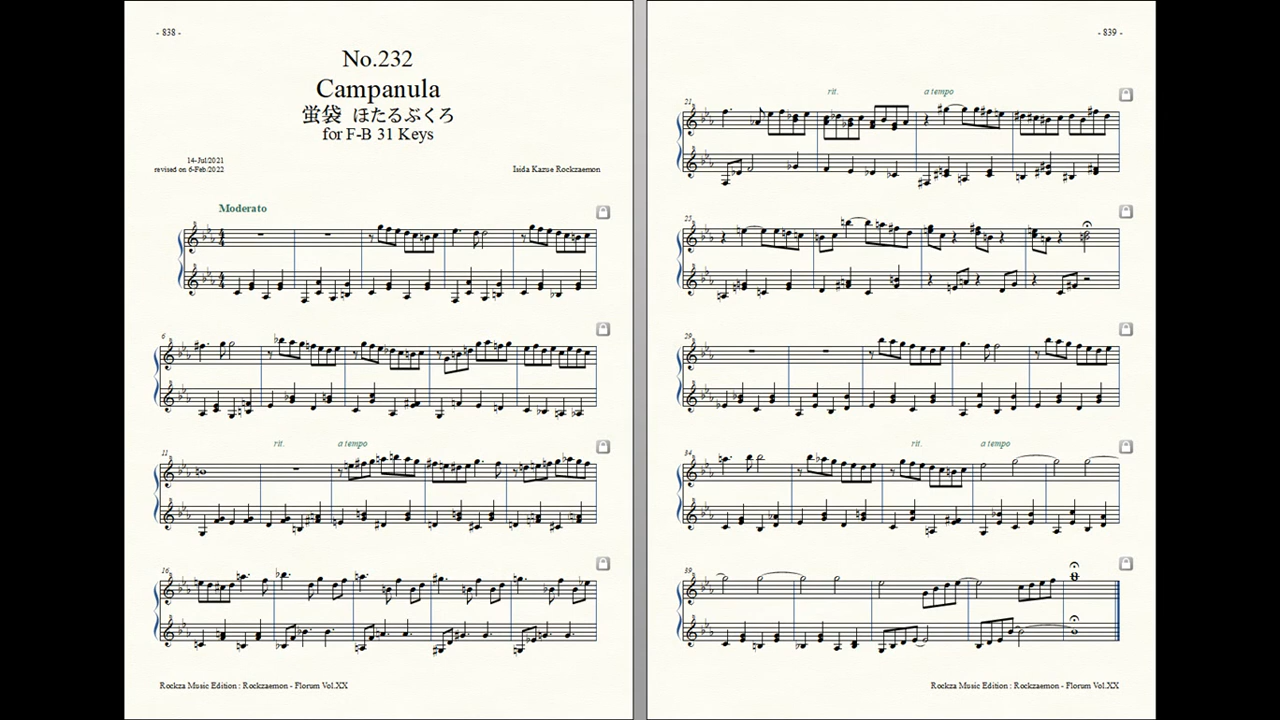 - 838 -
No.232
Campanula
蛍袋 ほたるぶくろ
for F-B 31 Keys
14-Jul/2021
revised on 6-Feb/2022
Isida Kazue Rockzaemon
Moderato
6
rit. a tempo
11
16
Rockza Music Edition : Rockzaemon - Florum Vol.XX
- 839 -
rit. a tempo
21
25
29
rit. a tempo
34
39
Rockza Music Edition : Rockzaemon - Florum Vol.XX